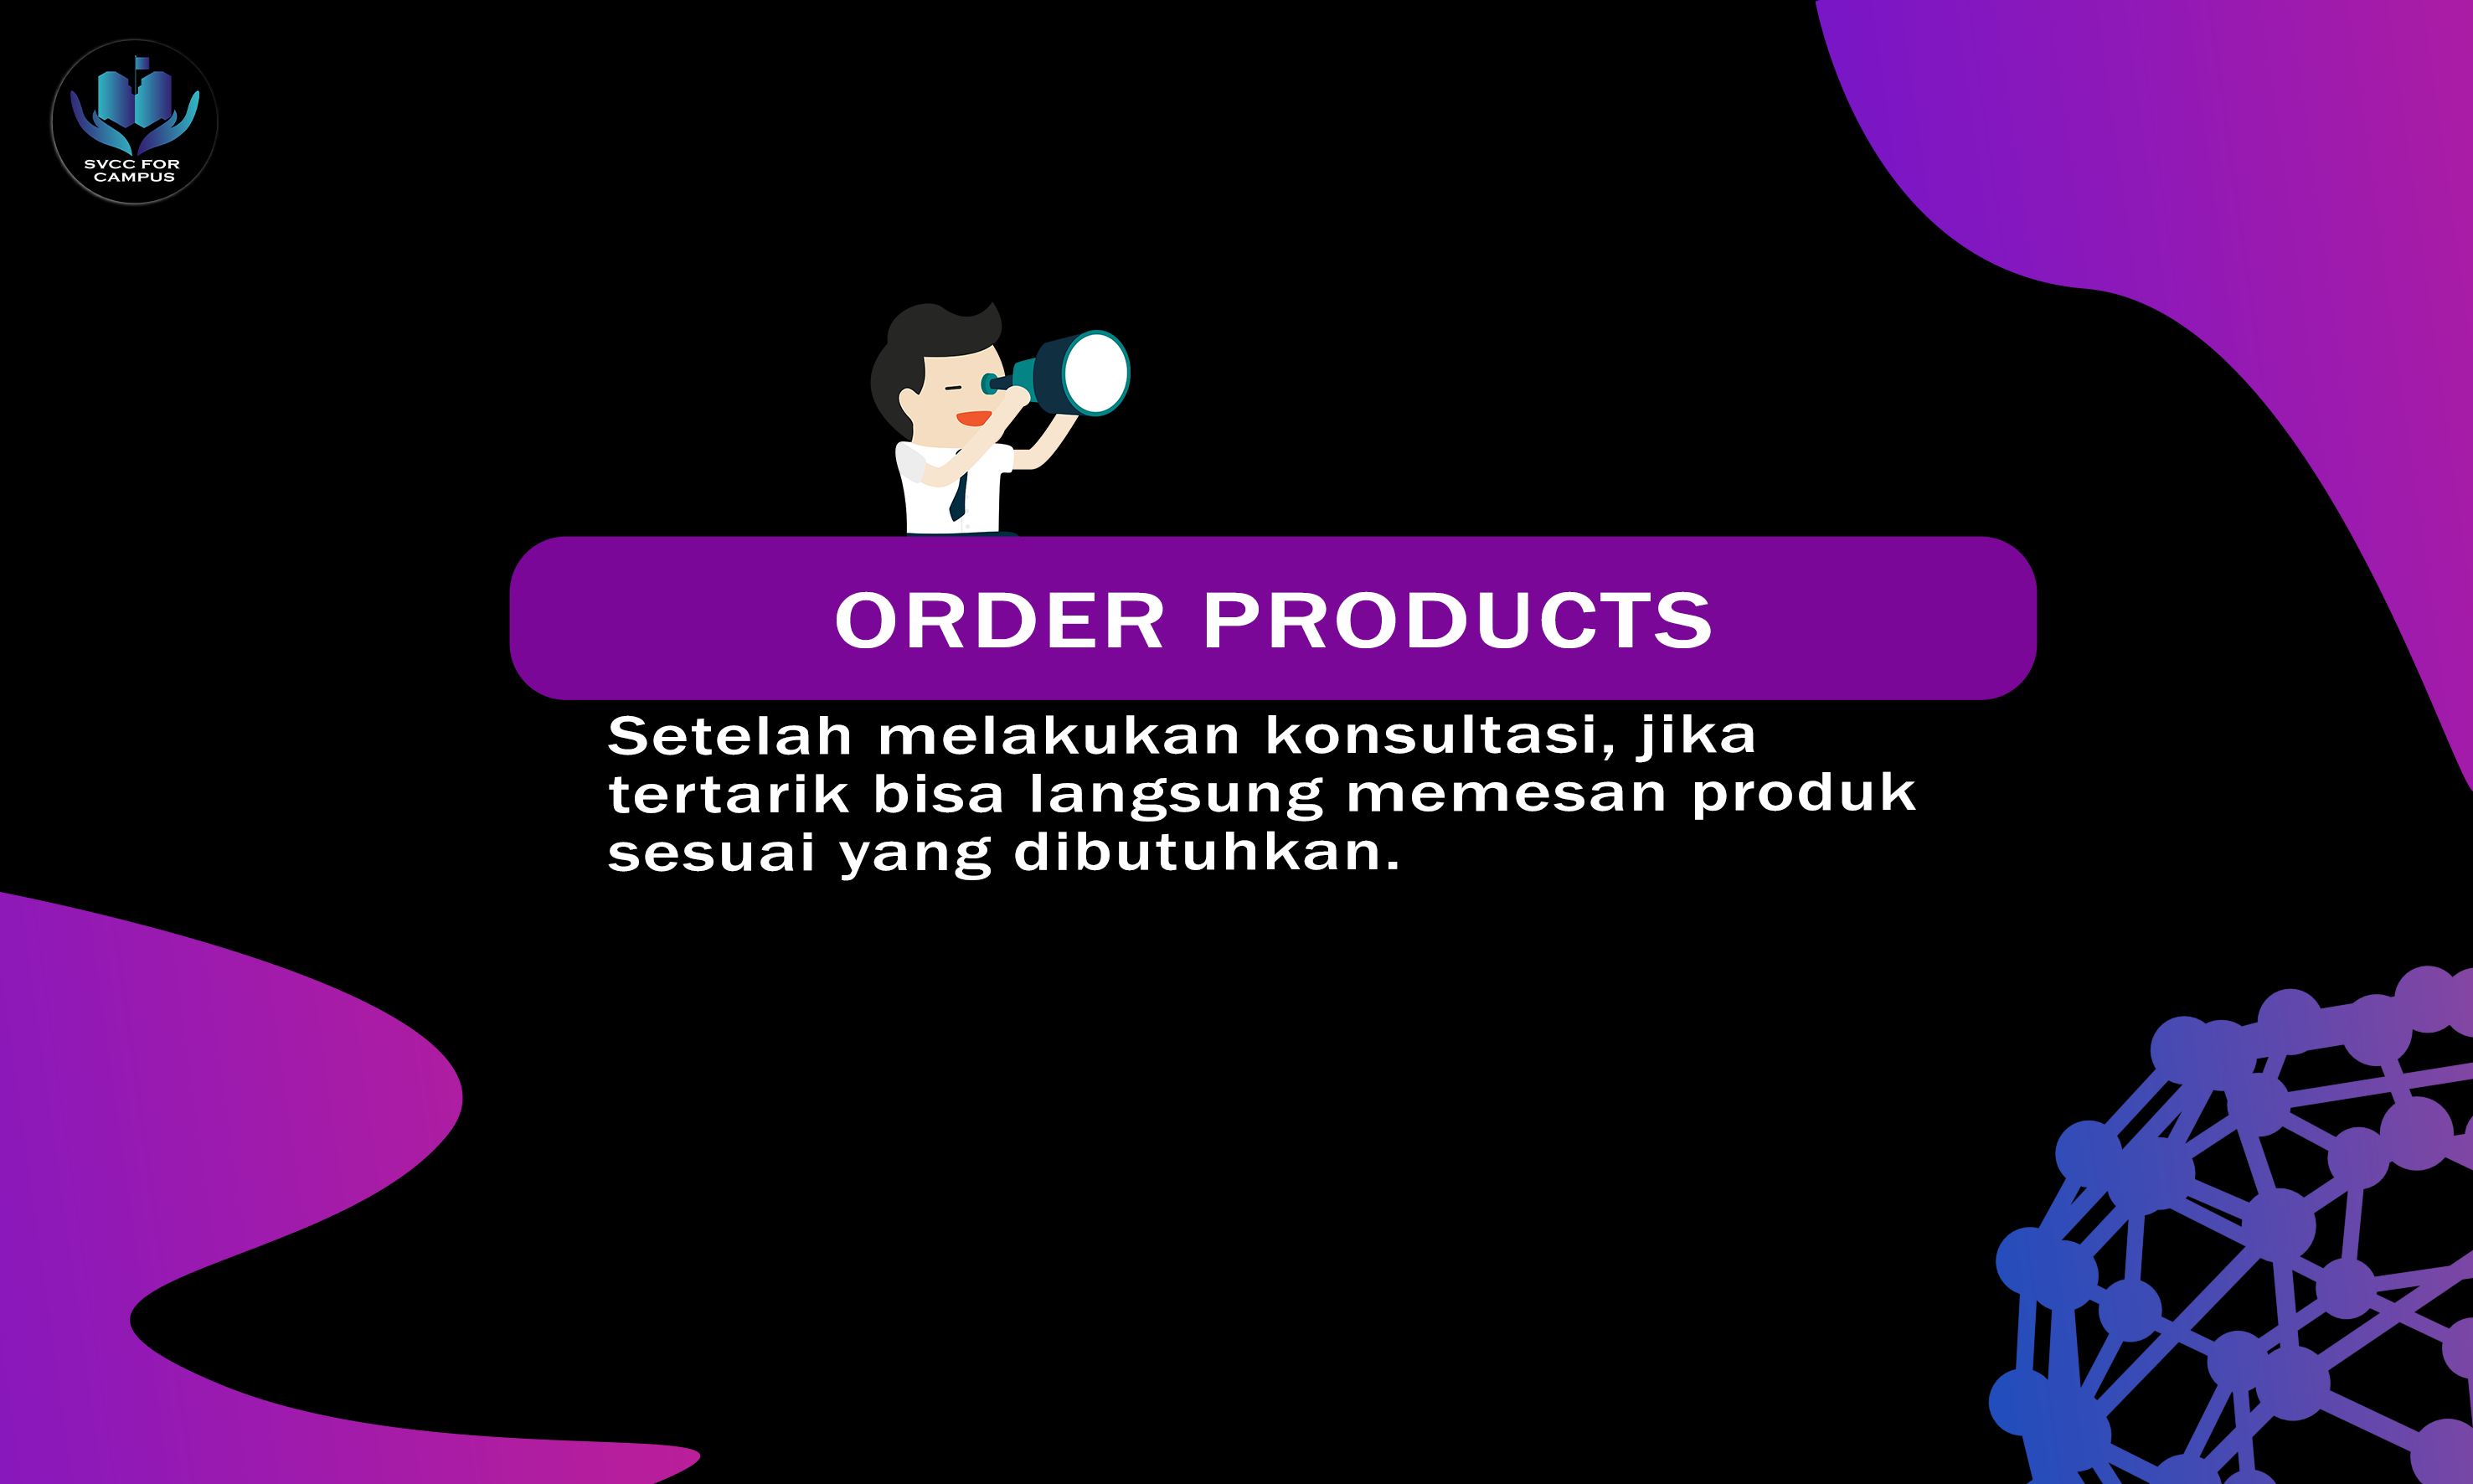 SVCC FOR
CAMPUS
ORDER PRODUCTS
Setelah melakukan konsultasi, jika
tertarik bisa langsung memesan produk
sesuai yang dibutuhkan.